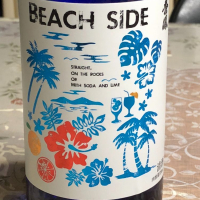 BEACH SIDE
STRAIGHT,
ON THE ROCKS
OR
WITH SODA AND LIME